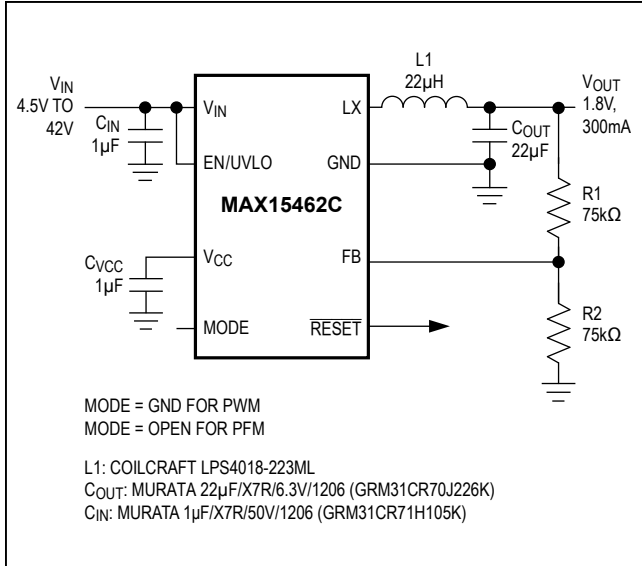 L1
22µH
VIN
4.5V TO
42V
CIN
1µF
VIN
LX
VOUT
1.8V,
300mA
COUT
22µF
EN/UVLO
GND
R1
75kΩ
MAX15462C
CVCC
1µF
VCC
FB
MODE
RESET
R2
75kΩ
MODE = GND FOR PWM
MODE = OPEN FOR PFM
L1: COILCRAFT LPS4018-223ML
COUT: MURATA 22µF/X7R/6.3V/1206 (GRM31CR70J226K)
CIN: MURATA 1µF/X7R/50V/1206 (GRM31CR71H105K)